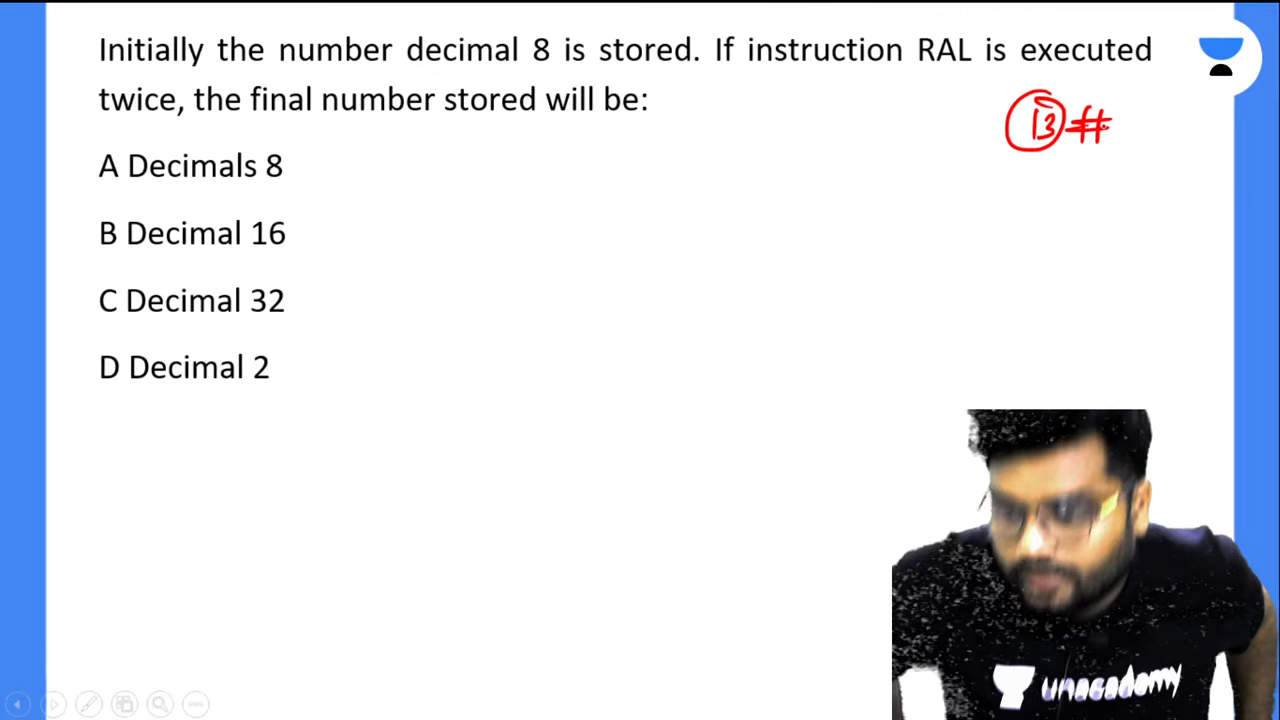 Initially the number decimal 8 is stored. If instruction RAL is executed
twice, the final number stored will be:
13 #
A Decimals 8
B Decimal 16
C Decimal 32
D Decimal 2
unacademy